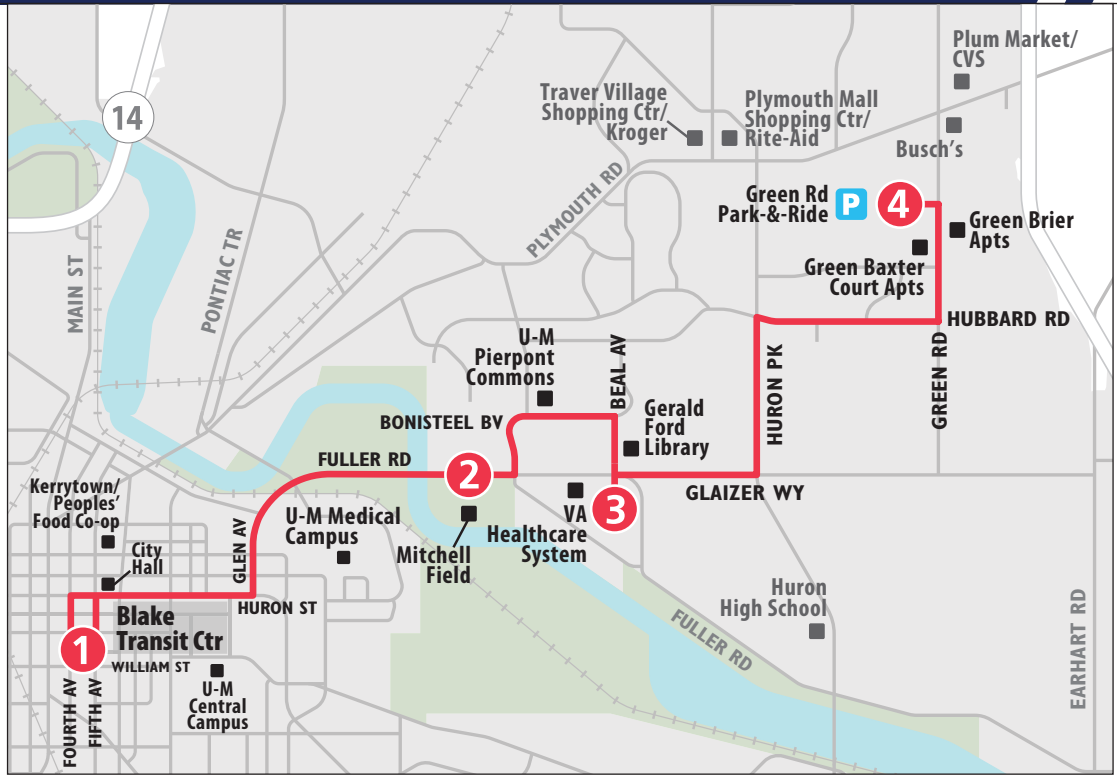 Plum Market/
CVS
14
Traver Village
Shopping Ctr/
Kroger
Plymouth Mall
Shopping Ctr/
Rite-Aid
Busch's
PLYMOUTH RD
Green Rd
Park-&-Ride
P
4
Green Brier
Apts
Green Baxter
Court Apts
MAIN ST
PONTIAC TR
HUBBARD RD
U-M
Pierpont
Commons
BEAL AV
HURON PK
GREEN RD
BONISTEEL BV
Gerald
Ford
Library
FULLER RD
2
GLAIZER WY
Kerrytown/
Peoples'
Food Co-op
GLEN AV
U-M Medical
Campus
Mitchell
Field
VA
Healthcare
System
3
City
Hall
HURON ST
Huron
High School
Blake
Transit Ctr
1
WILLIAM ST
FULLER RD
EARHART RD
FOURTH AV
FIFTH AV
U-M
Central
Campus